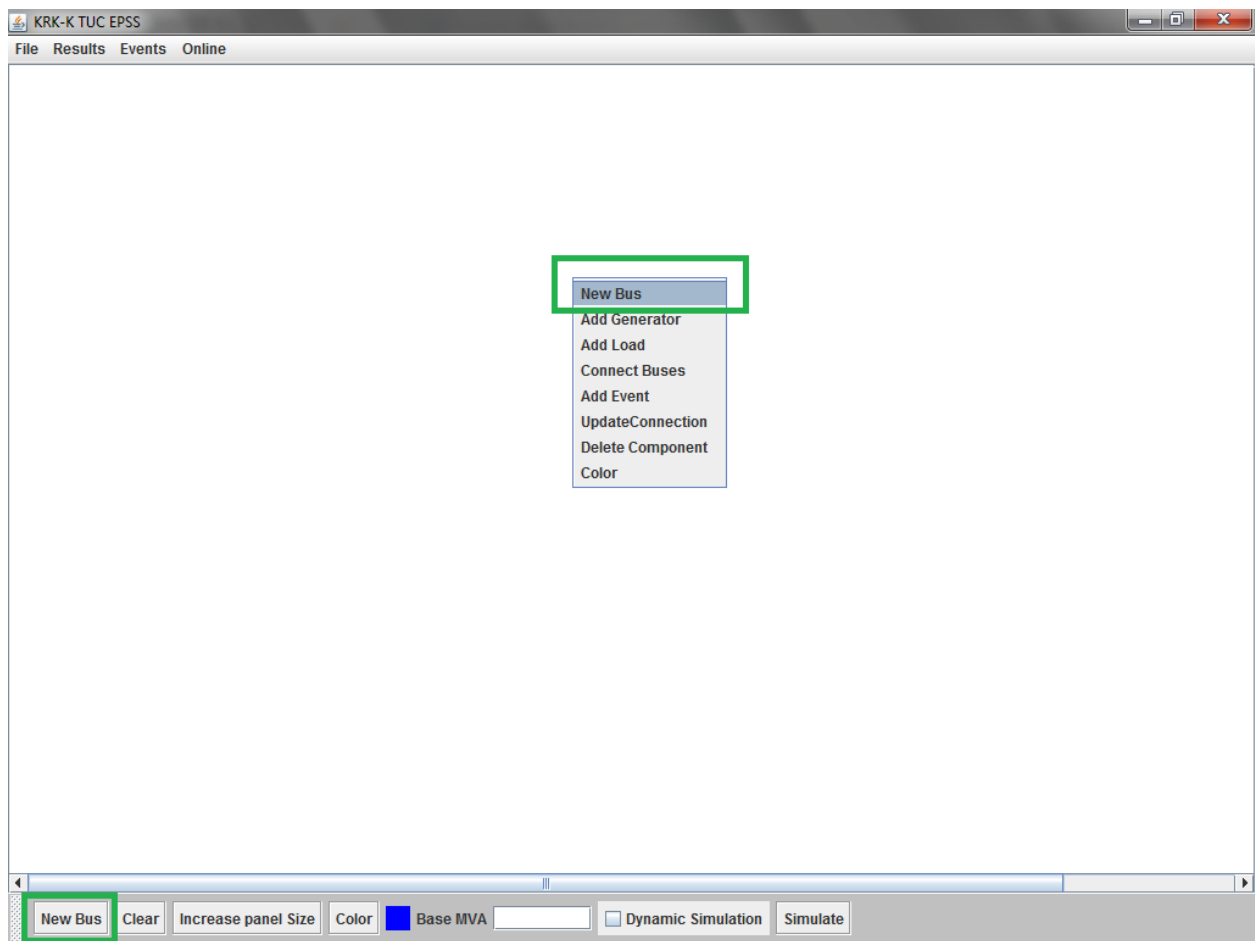 KRK-K TUC EPSS
File Results Events Online
New Bus
Add Generator
Add Load
Connect Buses
Add Event
UpdateConnection
Delete Component
Color
New Bus Clear Increase panel Size Color Base MVA Dynamic Simulation Simulate